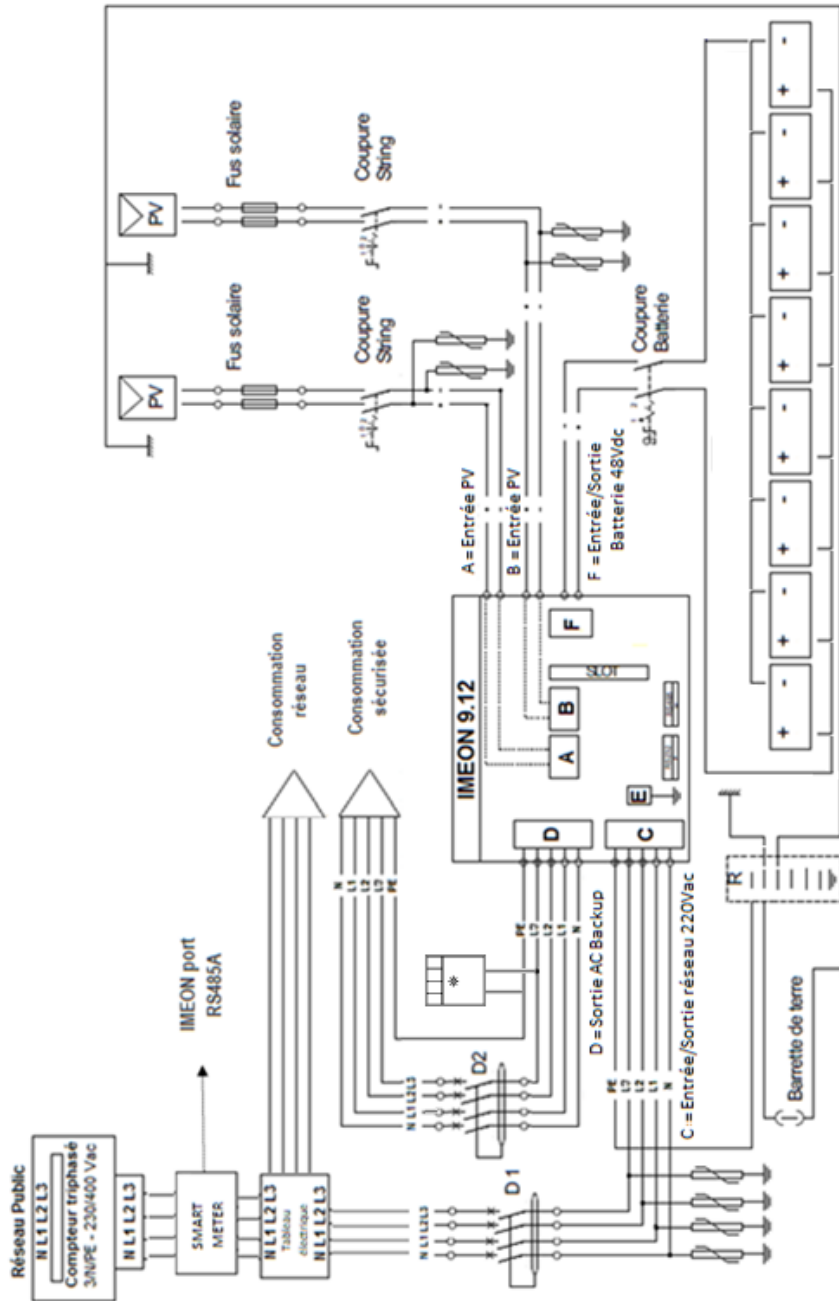 Réseau Public
Compteur triphasé
3/N/PE - 230/400 Vac
N L1 L2 L3
N L1 L2 L3
SMART
METER
IMEON port
RS485A
N L1 L2 L3
Tableau
électrique
N L1 L2 L3
N L1 L2 L3
D1
N L1 L2 L3
D2
Consommation
réseau
Consommation
sécurisée
N
L1
L2
L3
PE
PE
L3
L2
L1
N
D = Sortie AC Backup
PE
L3
L2
L1
N
C = Entrée/Sortie réseau 220Vac
IMEON 9.12
A
B
C
D
E
F
SLOT
A = Entrée PV
B = Entrée PV
F = Entrée/Sortie
Batterie 48Vdc
PV
Fus solaire
Coupure
String
PV
Fus solaire
Coupure
String
Coupure
Batterie
R
Barrette de terre
+ -
+ -
+ -
+ -
+ -
+ -
+ -
+ -